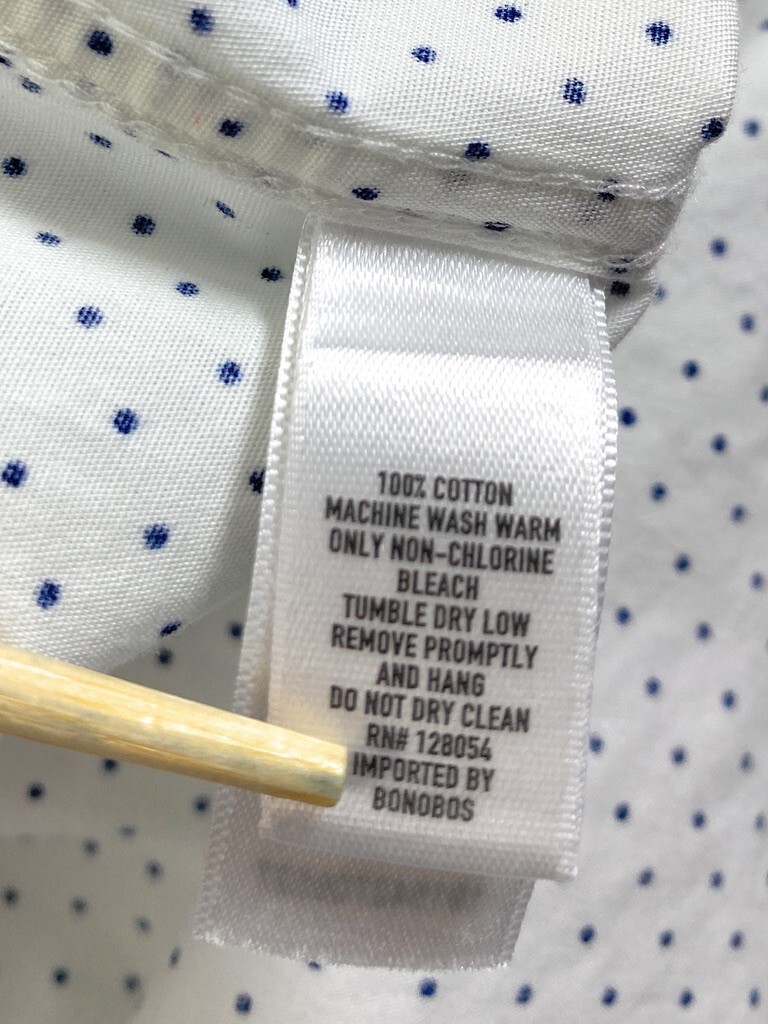 100% COTTON
MACHINE WASH WARM
ONLY NON-CHLORINE
BLEACH
TUMBLE DRY LOW
REMOVE PROMPTLY
AND HANG
DO NOT DRY CLEAN
RN# 128054
IMPORTED BY
BONOBOS